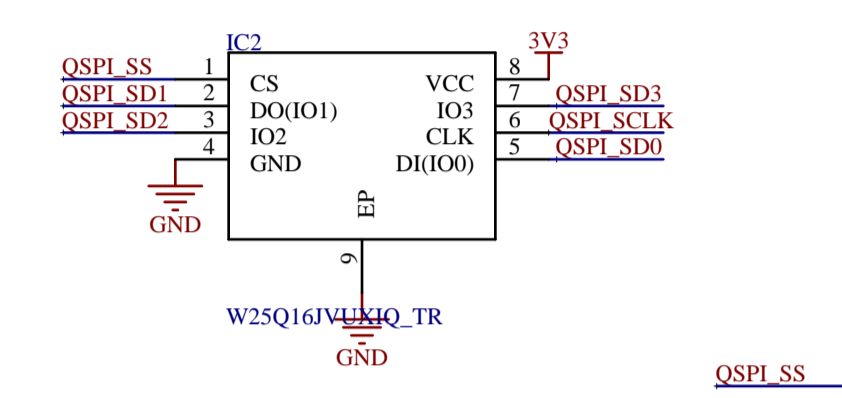 IC2
3V3
QSPI_SS 1 CS VCC 8
QSPI_SD1 2 DO(IO1) IO3 7 QSPI_SD3
QSPI_SD2 3 IO2 CLK 6 QSPI_SCLK
4 GND DI(IO0) 5 QSPI_SD0
EP
GND
9
W25Q16JVUXIQ_TR
GND
QSPI_SS